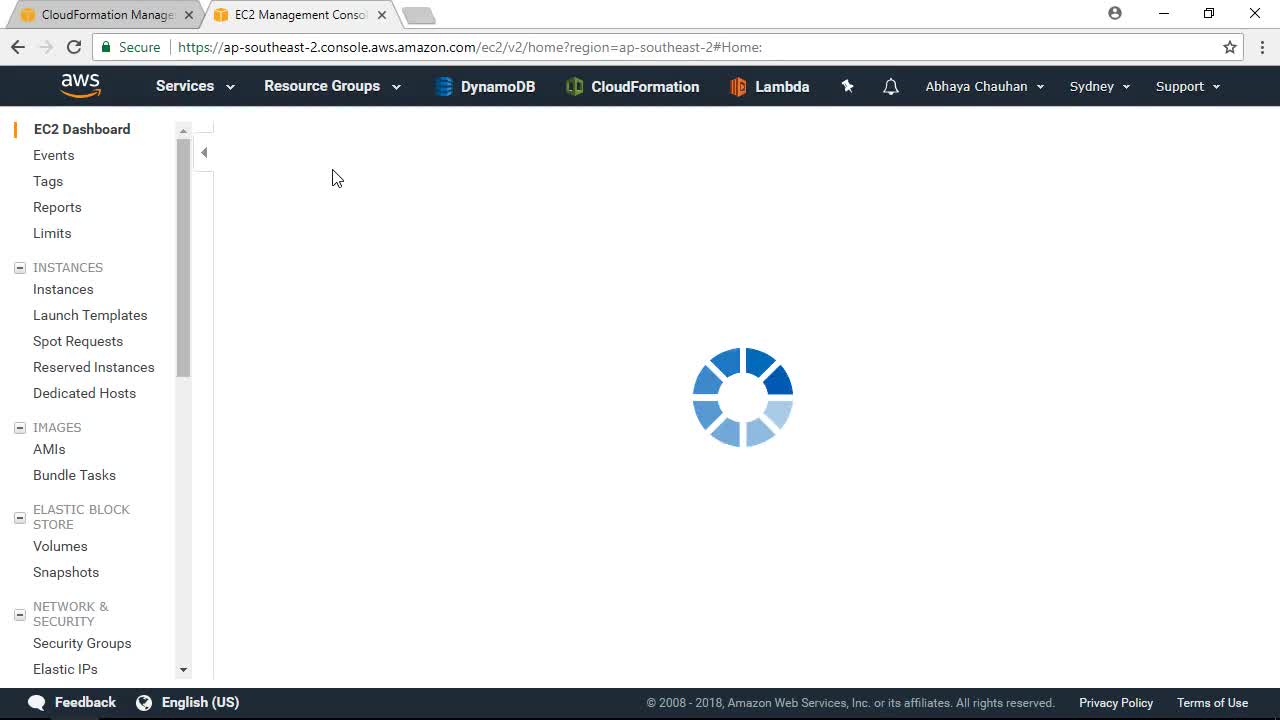 CloudFormation Manage
EC2 Management Conso
Secure
https://ap-southeast-2.console.aws.amazon.com/ec2/v2/home?region=ap-southeast-2#Home:
aws
Services
Resource Groups
DynamoDB
CloudFormation
Lambda
Abhaya Chauhan
Sydney
Support
EC2 Dashboard
Events
Tags
Reports
Limits
INSTANCES
Instances
Launch Templates
Spot Requests
Reserved Instances
Dedicated Hosts
IMAGES
AMIs
Bundle Tasks
ELASTIC BLOCK
STORE
Volumes
Snapshots
NETWORK &
SECURITY
Security Groups
Elastic IPs
Feedback
English (US)
© 2008 - 2018, Amazon Web Services, Inc. or its affiliates. All rights reserved.
Privacy Policy
Terms of Use